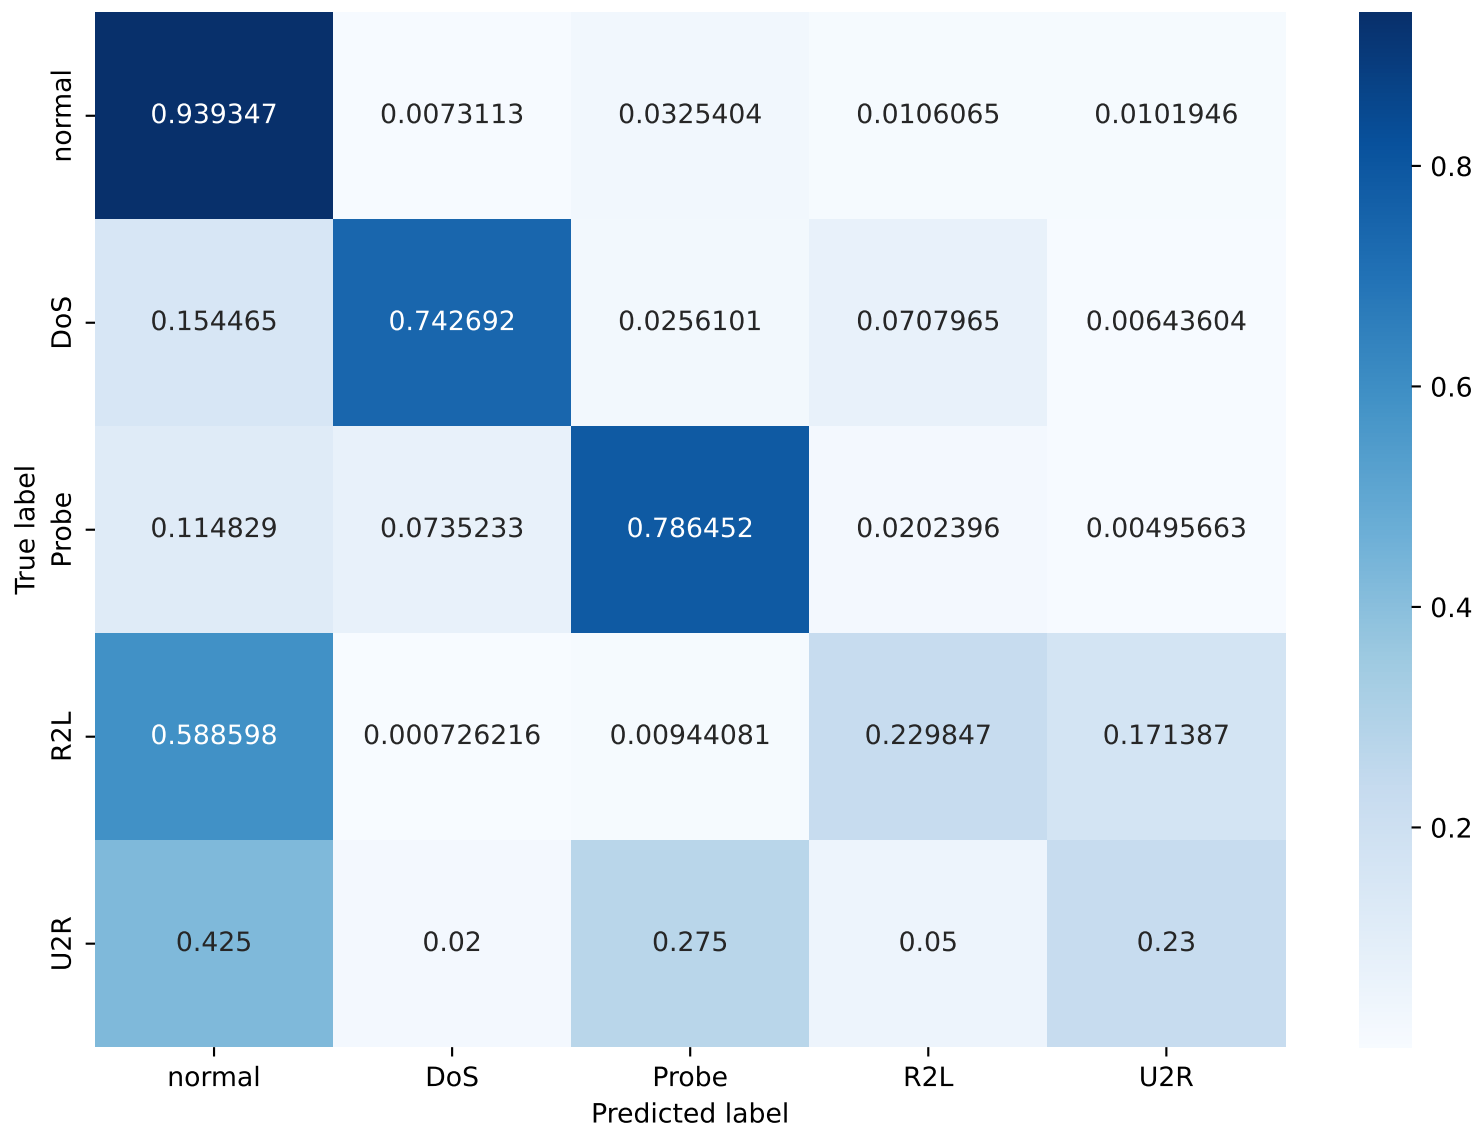 normal 0.939347 0.0073113 0.0325404 0.0106065 0.0101946
0.8
DoS 0.154465 0.742692 0.0256101 0.0707965 0.00643604
0.6
True label
Probe 0.114829 0.0735233 0.786452 0.0202396 0.00495663
0.4
R2L 0.588598 0.000726216 0.00944081 0.229847 0.171387
0.2
U2R 0.425 0.02 0.275 0.05 0.23
normal DoS Probe R2L U2R
Predicted label